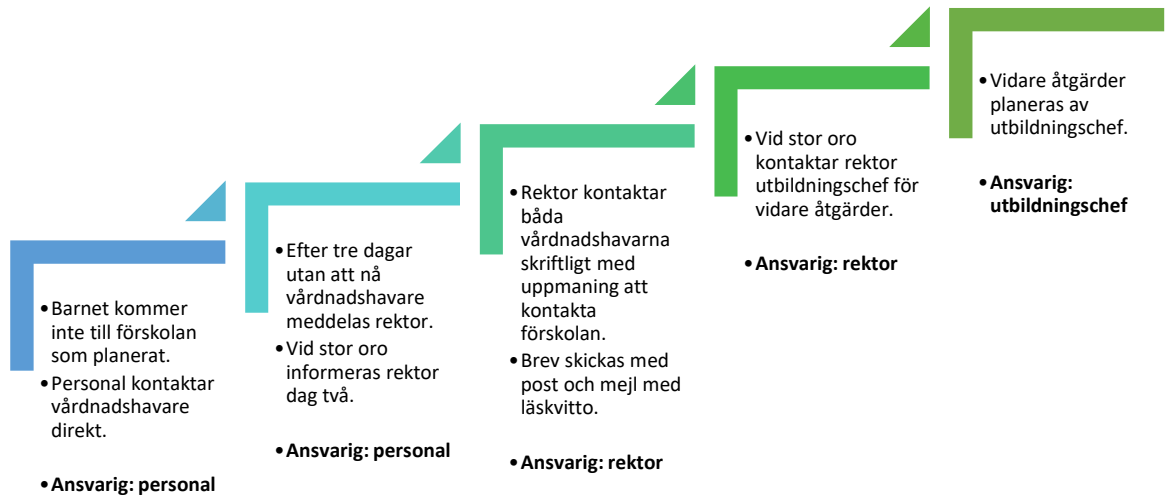 •Barnet kommer
inte till förskolan
som planerat.
•Personal kontaktar
vårdnadshavare
direkt.
•Ansvarig: personal
•Efter tre dagar
utan att nå
vårdnadshavare
meddelas rektor.
•Vid stor oro
informeras rektor
dag två.
•Ansvarig: personal
•Rektor kontaktar
båda
vårdnadshavarna
skriftligt med
uppmaning att
kontakta
förskolan.
•Brev skickas med
post och mejl med
läskvitto.
•Ansvarig: rektor
•Vid stor oro
kontaktar rektor
utbildningschef för
vidare åtgärder.
•Ansvarig: rektor
•Vidare åtgärder
planeras av
utbildningschef.
•Ansvarig:
utbildningschef